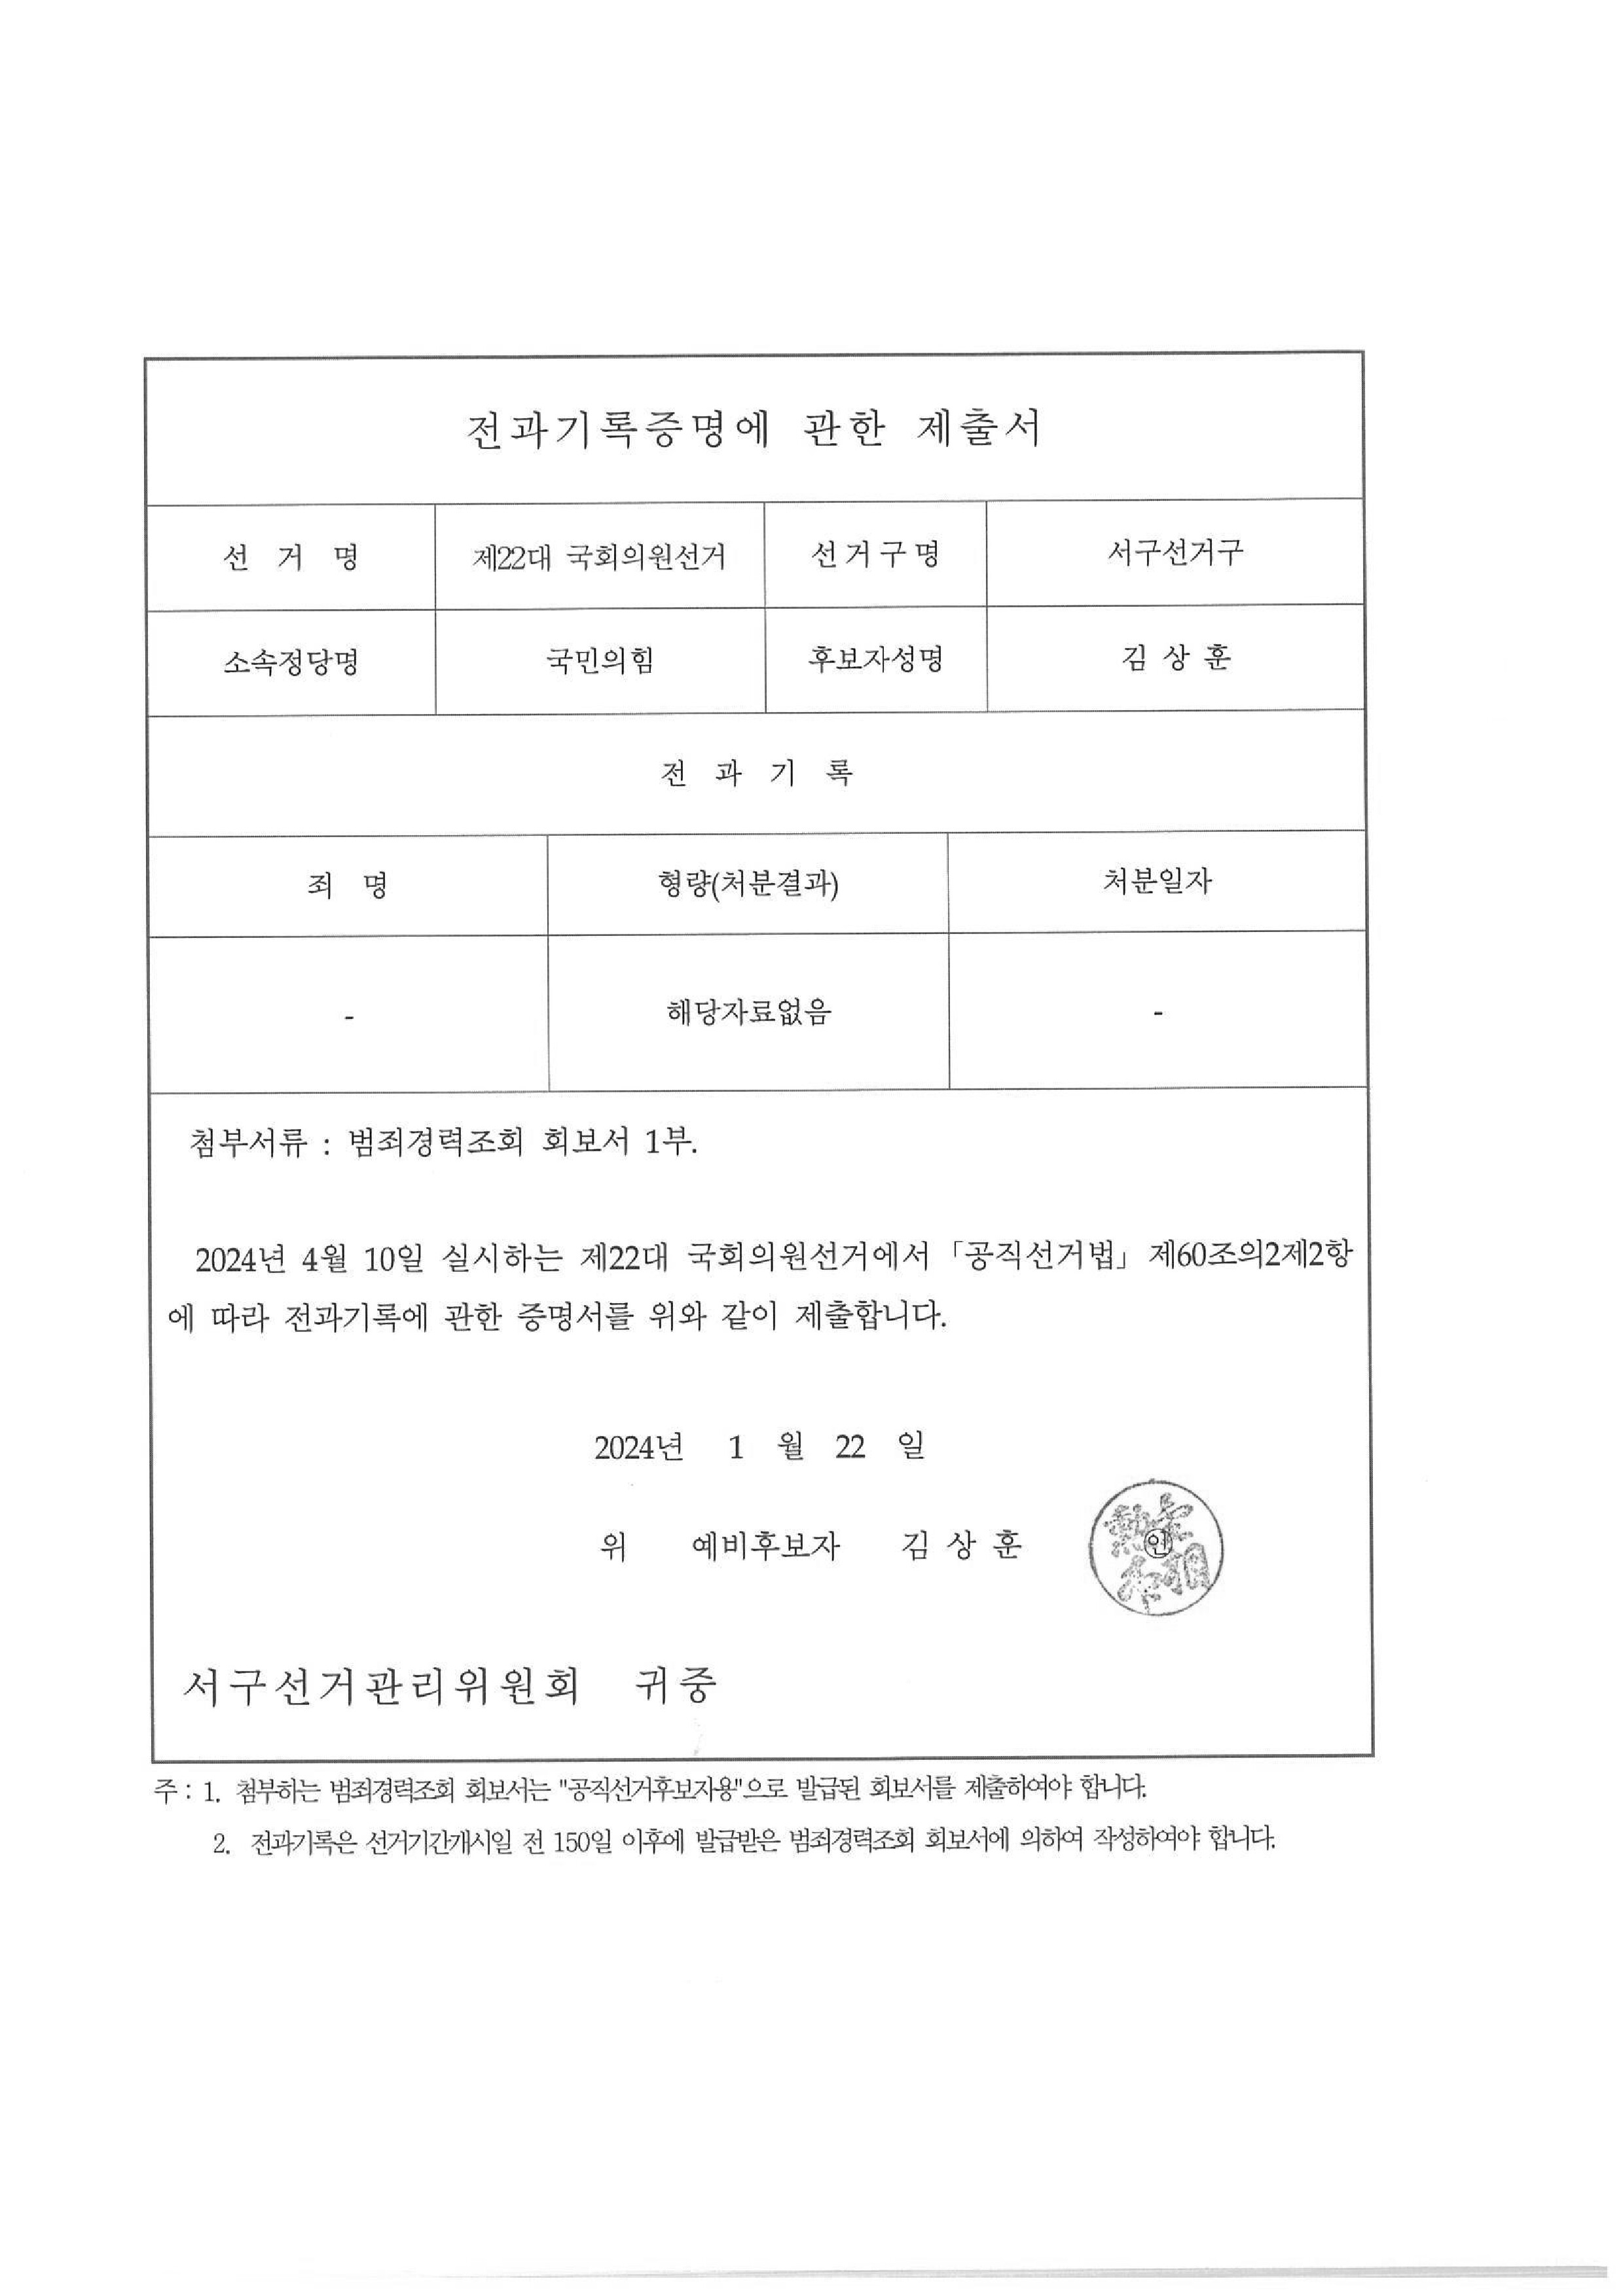 전과기록증명에 관한 제출서
선 거 명 제22대 국회의원선거 선 거 구 명 서구선거구
소속정당명 국민의힘 후보자성명 김 상 훈
전 과 기 록
죄 명 형량(처분결과) 처분일자
- 해당자료없음 -
첨부서류 : 범죄경력조회 회보서 1부.
2024년 4월 10일 실시하는 제22대 국회의원선거에서 「공직선거법」 제60조의2제2항
에 따라 전과기록에 관한 증명서를 위와 같이 제출합니다.
2024년 1 월 22 일
위 예비후보자 김 상 훈 ㊞
서구선거관리위원회 귀중
주 : 1. 첨부하는 범죄경력조회 회보서는 "공직선거후보자용"으로 발급된 회보서를 제출하여야 합니다.
2. 전과기록은 선거기간개시일 전 150일 이후에 발급받은 범죄경력조회 회보서에 의하여 작성하여야 합니다.